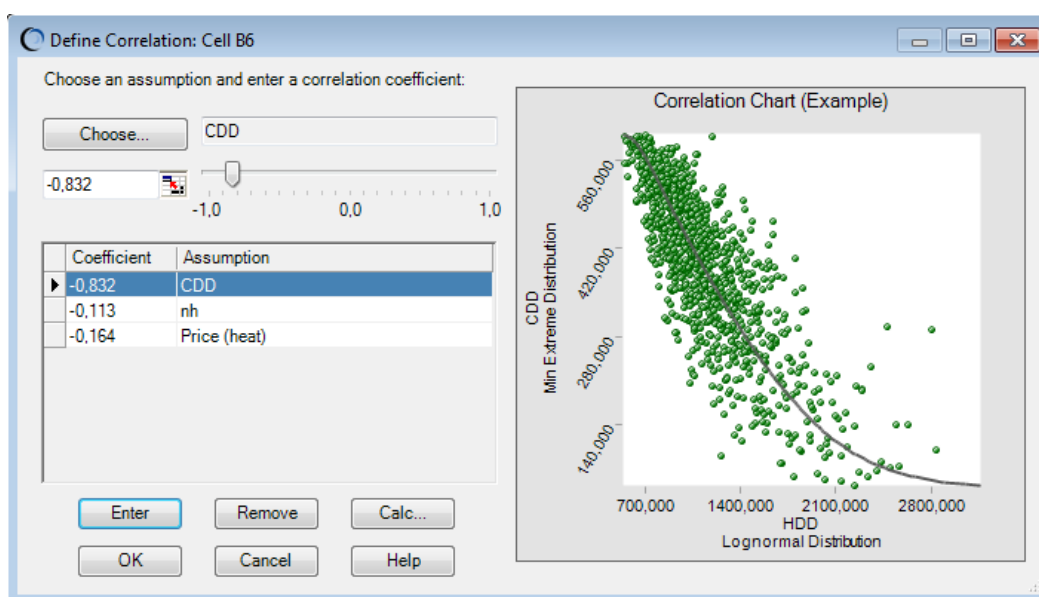 Define Correlation: Cell B6
Choose an assumption and enter a correlation coefficient:
Choose...
CDD
-0,832
-1,0
0,0
1,0
Coefficient Assumption
-0,832 CDD
-0,113 nh
-0,164 Price (heat)
Enter
Remove
Calc...
OK
Cancel
Help
Correlation Chart (Example)
CDD
Min Extreme Distribution
560,000
420,000
280,000
140,000
700,000
1400,000
2100,000
2800,000
HDD
Lognormal Distribution